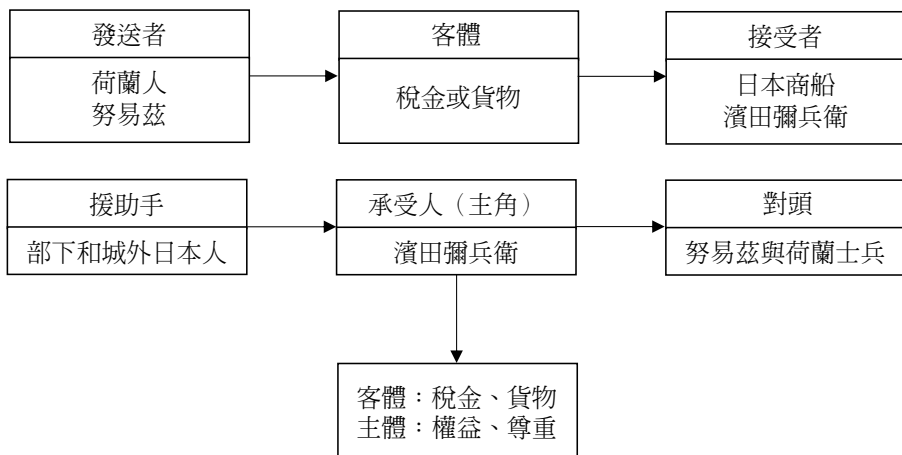 發送者
荷蘭人
努易茲
客體
稅金或貨物
接受者
日本商船
濱田彌兵衛
援助手
部下和城外日本人
承受人（主角）
濱田彌兵衛
對頭
努易茲與荷蘭士兵
客體：稅金、貨物
主體：權益、尊重